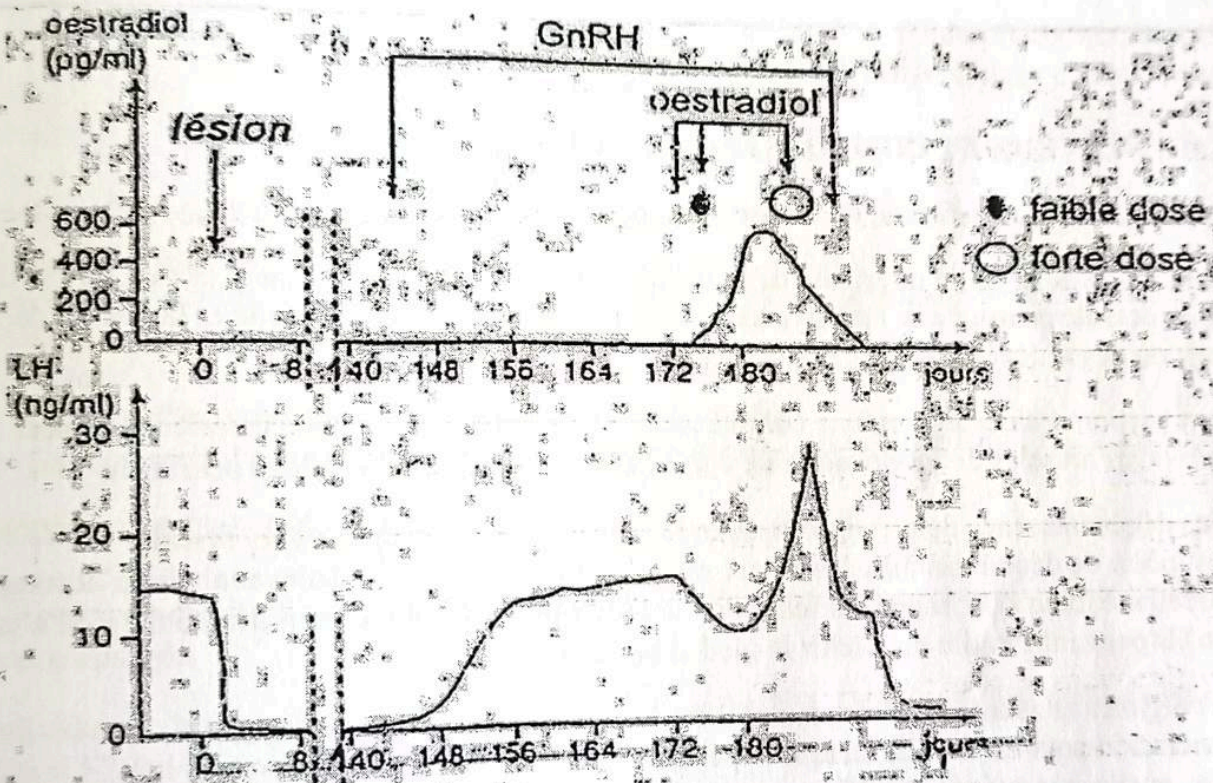 oestradiol
(pg/ml)
GnRH
oestradiol
lésion
faible dose
forte dose
600
400
200
0
0 8 140 148 156 164 172 180 jours
LH
(ng/ml)
30
20
10
0
0 8 140 148 156 164 172 180 jours